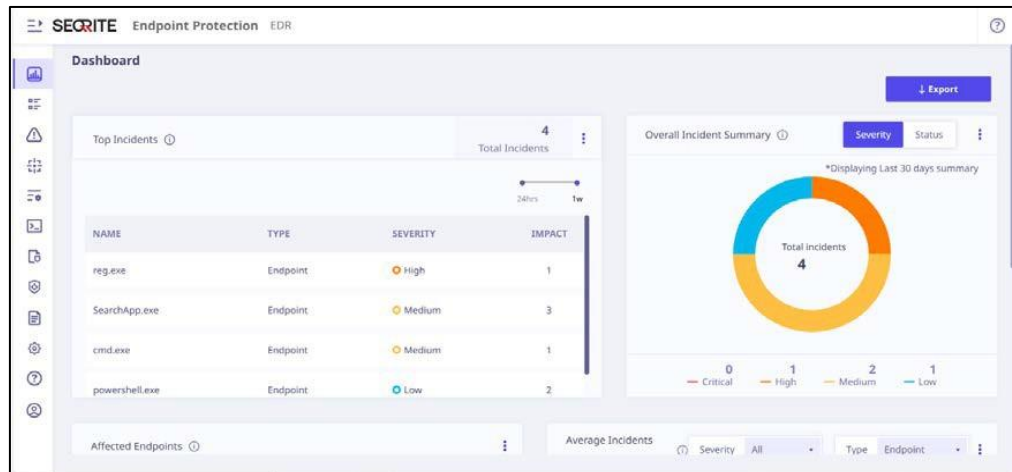 SEQRITE Endpoint Protection EDR
Dashboard
↓ Export
Top Incidents
4
Total Incidents
24hrs 1w
NAME TYPE SEVERITY IMPACT
reg.exe Endpoint High 1
SearchApp.exe Endpoint Medium 3
cmd.exe Endpoint Medium 1
powershell.exe Endpoint Low 2
Overall Incident Summary Severity Status
*Displaying Last 30 days summary
Total incidents
4
0 1 2 1
Critical High Medium Low
Affected Endpoints
Average Incidents
Severity All Type Endpoint